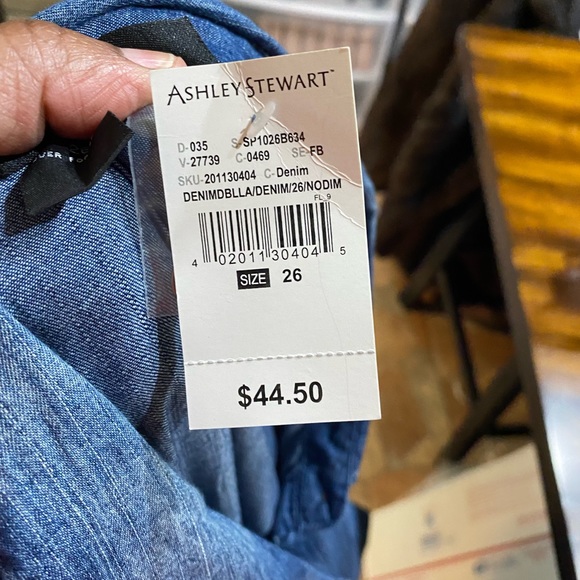 ASHLEY STEWART™
D-035 S-SP1026B634
V-27739 C-0469 SE-FB
SKU-201130404 C-Denim
DENIMDBLLA/DENIM/26/NODIM
FL_9
4 02011 30404 5
SIZE 26
$44.50